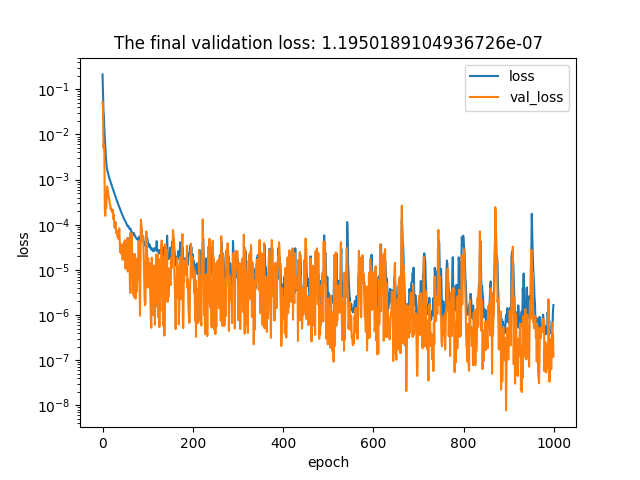 The final validation loss: 1.1950189104936726e-07
loss
val_loss
10⁻¹
10⁻²
10⁻³
10⁻⁴
10⁻⁵
10⁻⁶
10⁻⁷
10⁻⁸
loss
0 200 400 600 800 1000
epoch